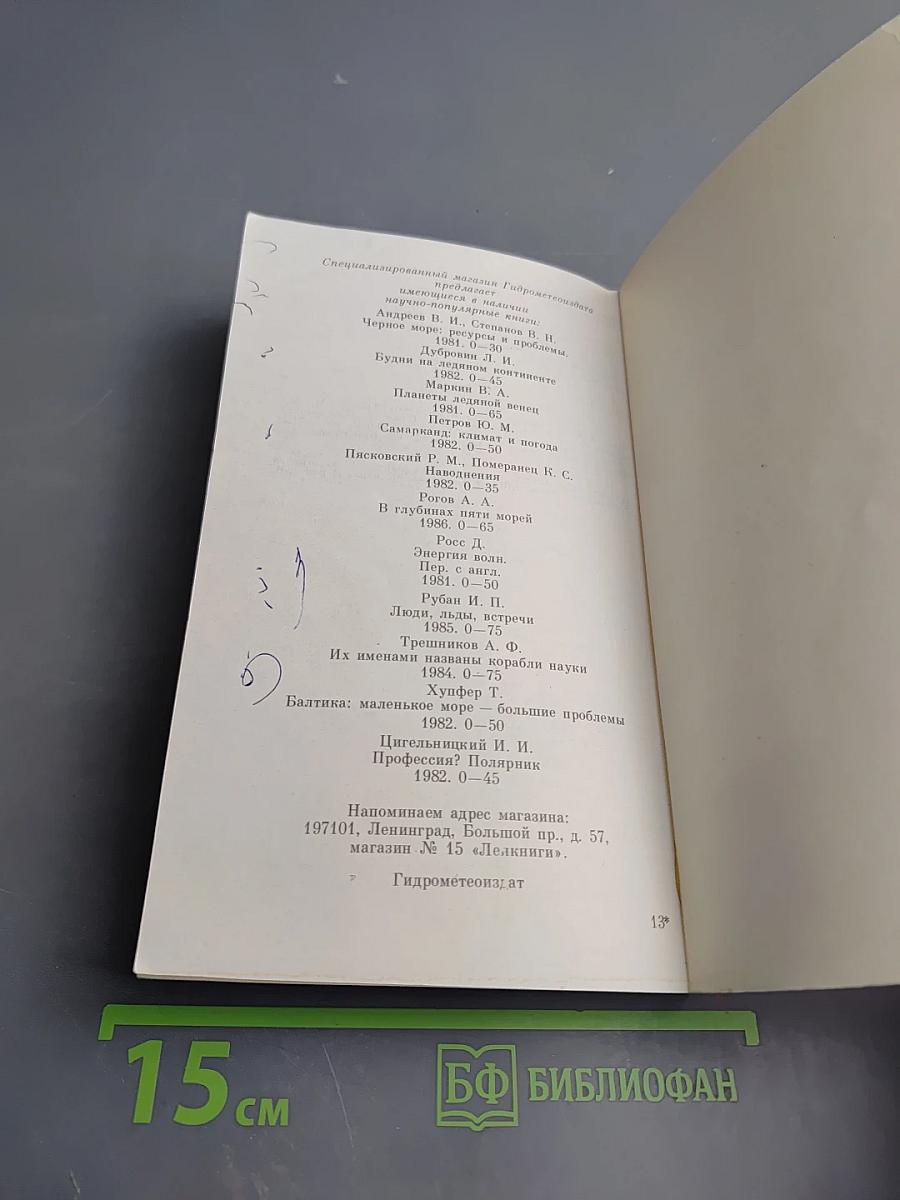 Специализированный магазин Гидрометеоиздата
предлагает
имеющиеся в наличии
научно-популярные книги:
Андреев В. И., Степанов В. Н.
Черное море: ресурсы и проблемы.
1981. 0—30
Дубровин Л. И.
Будни на ледяном континенте
1982. 0—45
Маркин В. А.
Планеты ледяной венец
1981. 0—65
Петров Ю. М.
Самарканд: климат и погода
1982. 0—50
Пясковский Р. М., Померанец К. С.
Наводнения
1982. 0—35
Рогов А. А.
В глубинах пяти морей
1986. 0—65
Росс Д.
Энергия волн.
Пер. с англ.
1981. 0—50
Рубан И. П.
Люди, льды, встречи
1985. 0—75
Трешников А. Ф.
Их именами названы корабли науки
1984. 0—75
Хупфер Т.
Балтика: маленькое море — большие проблемы
1982. 0—50
Цигельницкий И. И.
Профессия? Полярник
1982. 0—45
Напоминаем адрес магазина:
197101, Ленинград, Большой пр., д. 57,
магазин № 15 «Ленкниги».
Гидрометеоиздат
13*
15 см
БФ БИБЛИОФАН